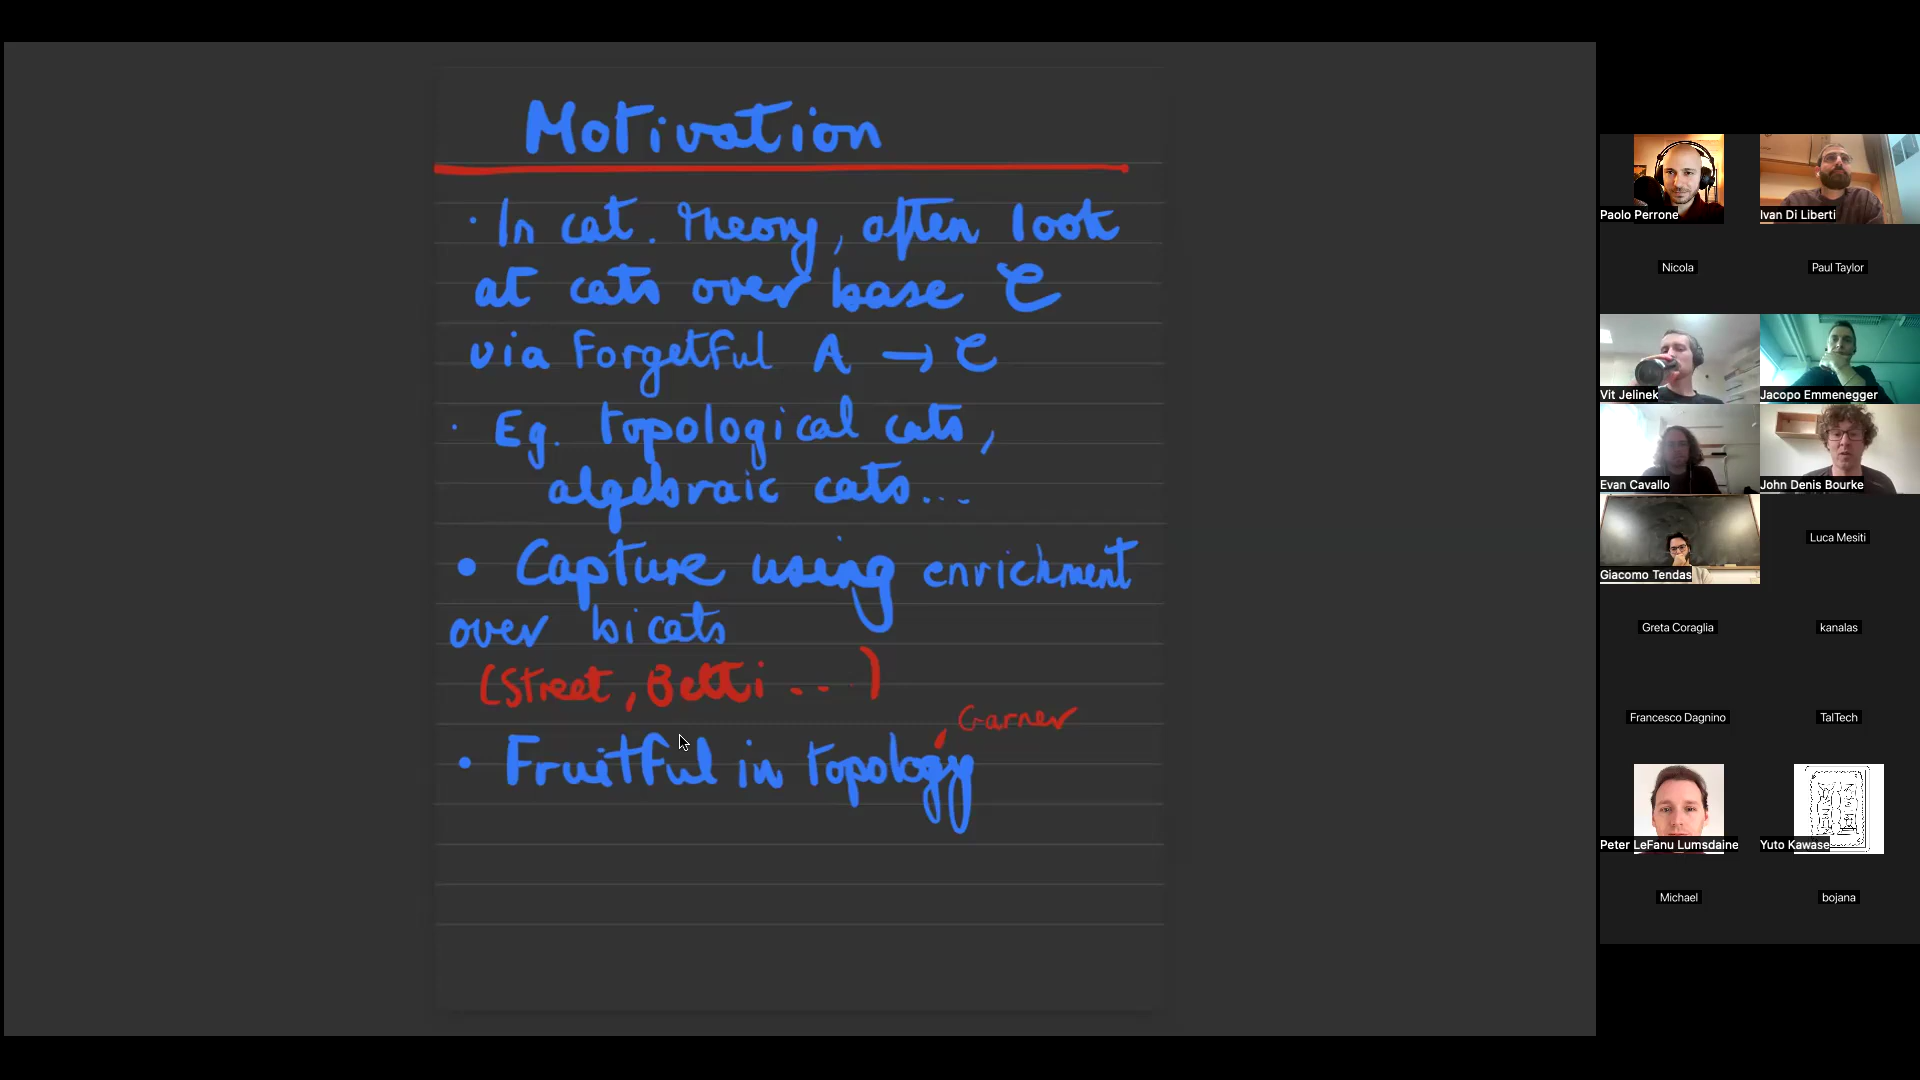 Motivation
· In cat. theory, often look
at cats over base C
via Forgetful A → C
· Eg. topological cats,
algebraic cats...
• Capture using enrichment
over bicats
(Street, Betti ...)
Garner
• Fruitful in topology
Paolo Perrone
Ivan Di Liberti
Nicola
Paul Taylor
Vit Jelinek
Jacopo Emmenegger
Evan Cavallo
John Denis Bourke
Giacomo Tendas
Luca Mesiti
Greta Coraglia
kanalas
Francesco Dagnino
TalTech
Peter LeFanu Lumsdaine
Yuto Kawase
Michael
bojana